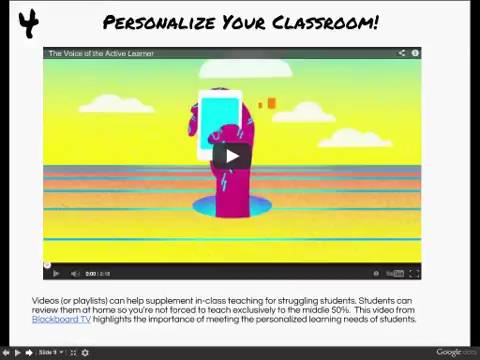 4
Personalize Your Classroom!
The Voice of the Active Learner
0:00 / 2:18
Videos (or playlists) can help supplement in-class teaching for struggling students. Students can
review them at home so you're not forced to teach exclusively to the middle 50%. This video from
Blackboard TV highlights the importance of meeting the personalized learning needs of students.
Slide 9
Google docs